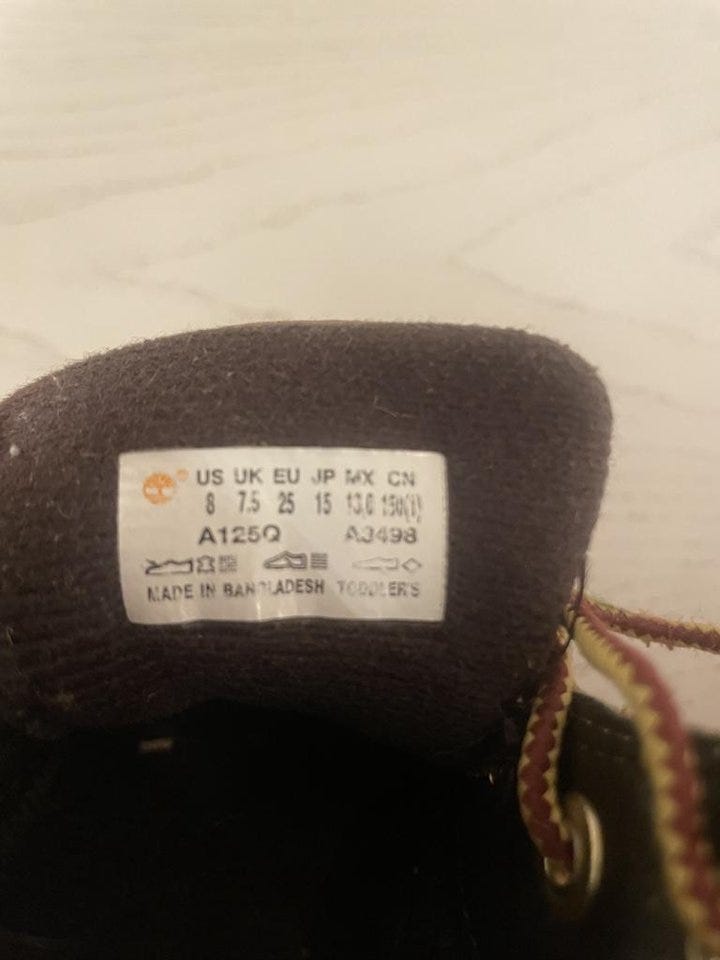 US UK EU JP MX CN
8 7.5 25 15 13.0 150(1)
A125Q A3498
MADE IN BANGLADESH TODDLER'S